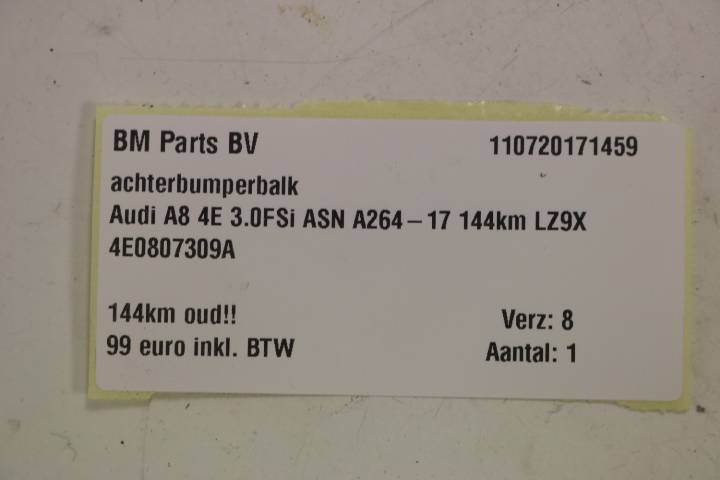 BM Parts BV 110720171459
achterbumperbalk
Audi A8 4E 3.0FSi ASN A264-17 144km LZ9X
4E0807309A
144km oud!! Verz: 8
99 euro inkl. BTW Aantal: 1